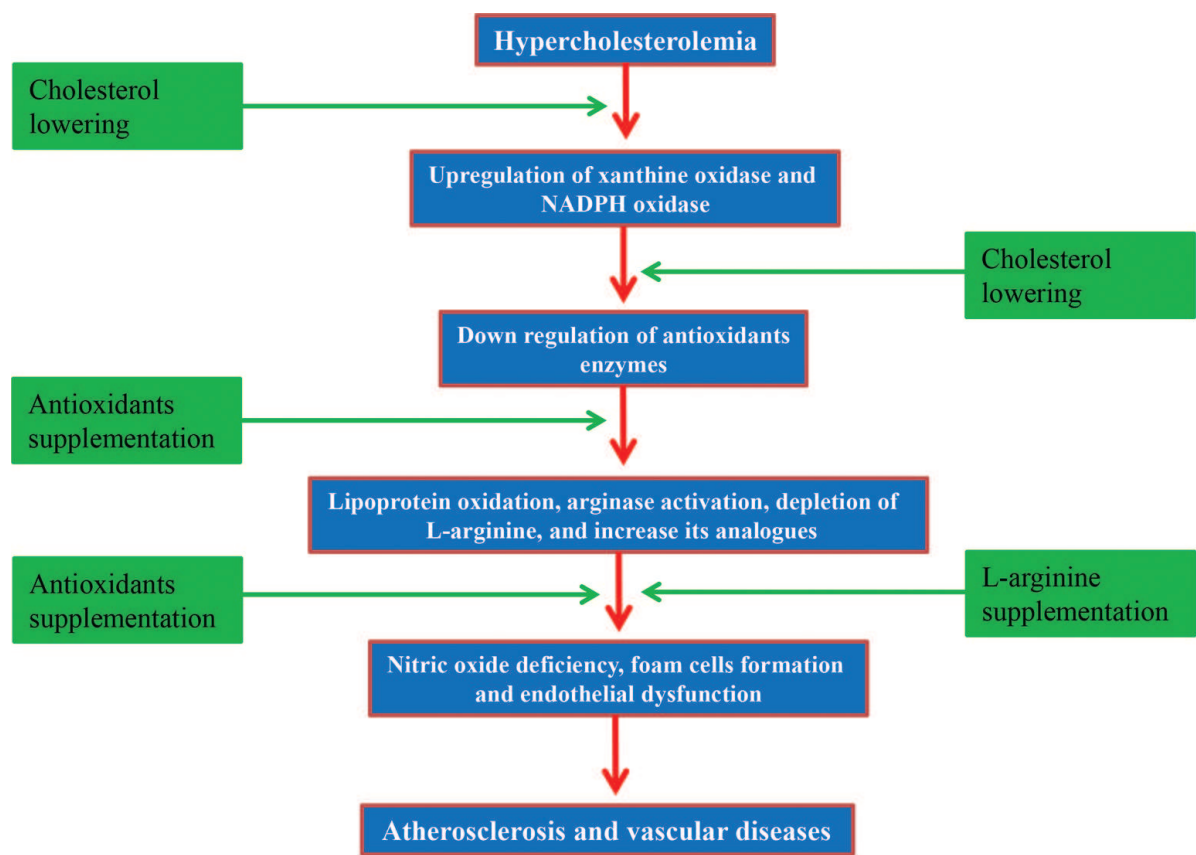 Hypercholesterolemia
Cholesterol
lowering
Upregulation of xanthine oxidase and
NADPH oxidase
Cholesterol
lowering
Down regulation of antioxidants
enzymes
Antioxidants
supplementation
Lipoprotein oxidation, arginase activation, depletion of
L-arginine, and increase its analogues
Antioxidants
supplementation
L-arginine
supplementation
Nitric oxide deficiency, foam cells formation
and endothelial dysfunction
Atherosclerosis and vascular diseases